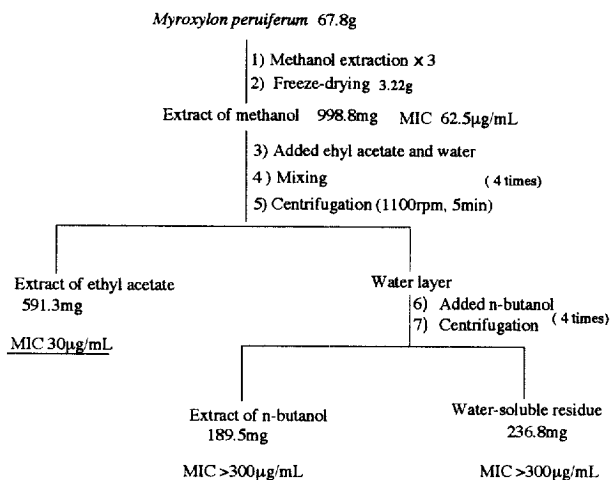 Myroxylon peruiferum 67.8g
1) Methanol extraction x 3
2) Freeze-drying 3.22g
Extract of methanol 998.8mg MIC 62.5µg/mL
3) Added ehyl acetate and water
4) Mixing ( 4 times)
5) Centrifugation (1100rpm, 5min)
Extract of ethyl acetate
591.3mg
MIC 30µg/mL
Water layer
6) Added n-butanol
7) Centrifugation ( 4 times)
Extract of n-butanol
189.5mg
MIC >300µg/mL
Water-soluble residue
236.8mg
MIC >300µg/mL